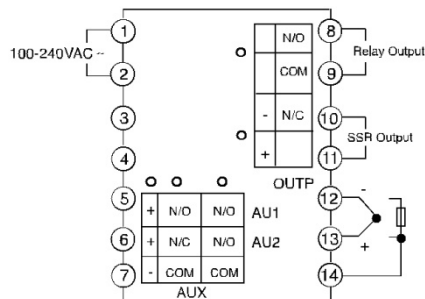 1
100-240VAC ~
2
3
4
5
6
7
N/O
COM
- N/C
+
OUTP
8
Relay Output
9
10
SSR Output
11
12 -
13 +
14
+ N/O N/O AU1
+ N/C N/O AU2
- COM COM
AUX